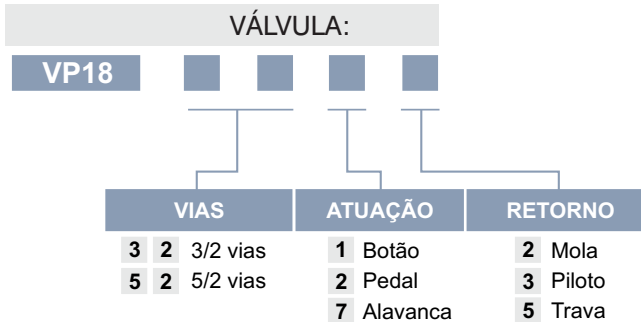 VÁLVULA:
VP18
VIAS ATUAÇÃO RETORNO
3 2 3/2 vias 1 Botão 2 Mola
5 2 5/2 vias 2 Pedal 3 Piloto
7 Alavanca 5 Trava